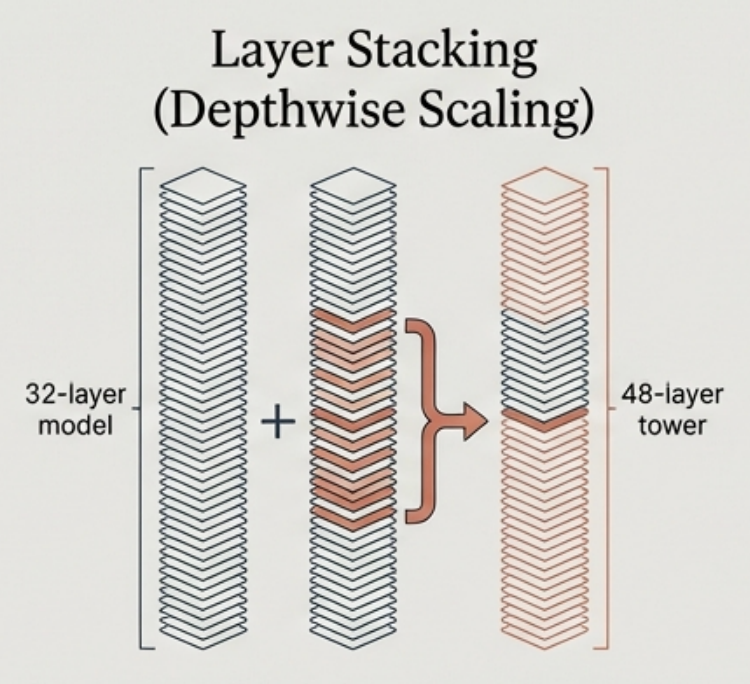 Layer Stacking
(Depthwise Scaling)
32-layer
model
+
48-layer
tower